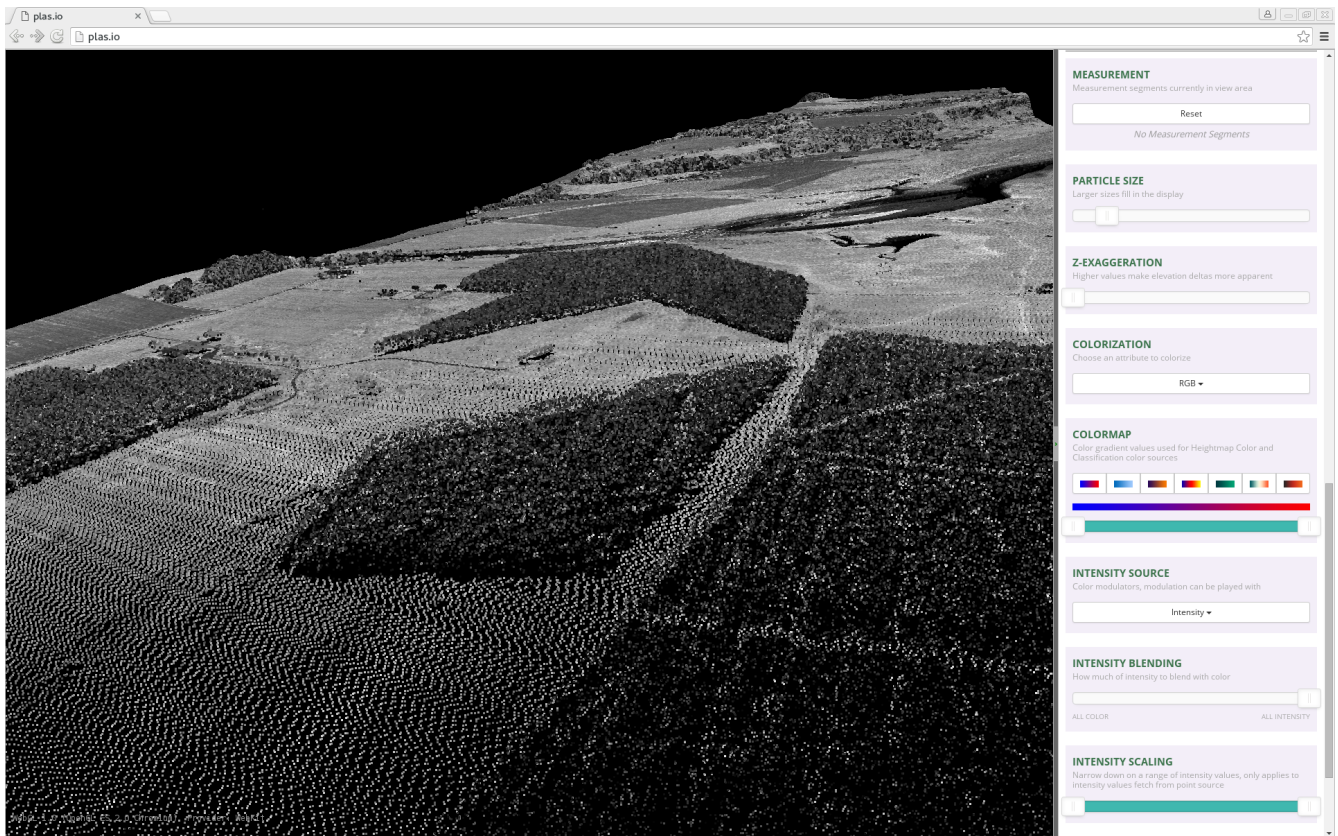 plas.io
plas.io
MEASUREMENT
Measurement segments currently in view area
Reset
No Measurement Segments
PARTICLE SIZE
Larger sizes fill in the display
Z-EXAGGERATION
Higher values make elevation deltas more apparent
COLORIZATION
Choose an attribute to colorize
RGB
COLORMAP
Color gradient values used for Heightmap Color and
Classification color sources
INTENSITY SOURCE
Color modulators, modulation can be played with
Intensity
INTENSITY BLENDING
How much of intensity to blend with color
ALL COLOR
ALL INTENSITY
INTENSITY SCALING
Narrow down on a range of intensity values, only applies to
intensity values fetch from point source